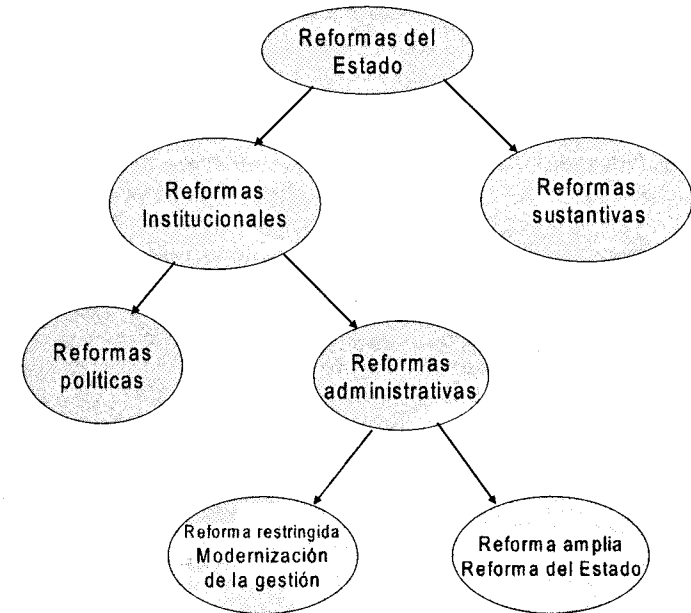 Reformas del
Estado
Reformas
Institucionales
Reformas
sustantivas
Reformas
políticas
Reformas
administrativas
Reforma restringida
Modernización
de la gestión
Reforma amplia
Reforma del Estado